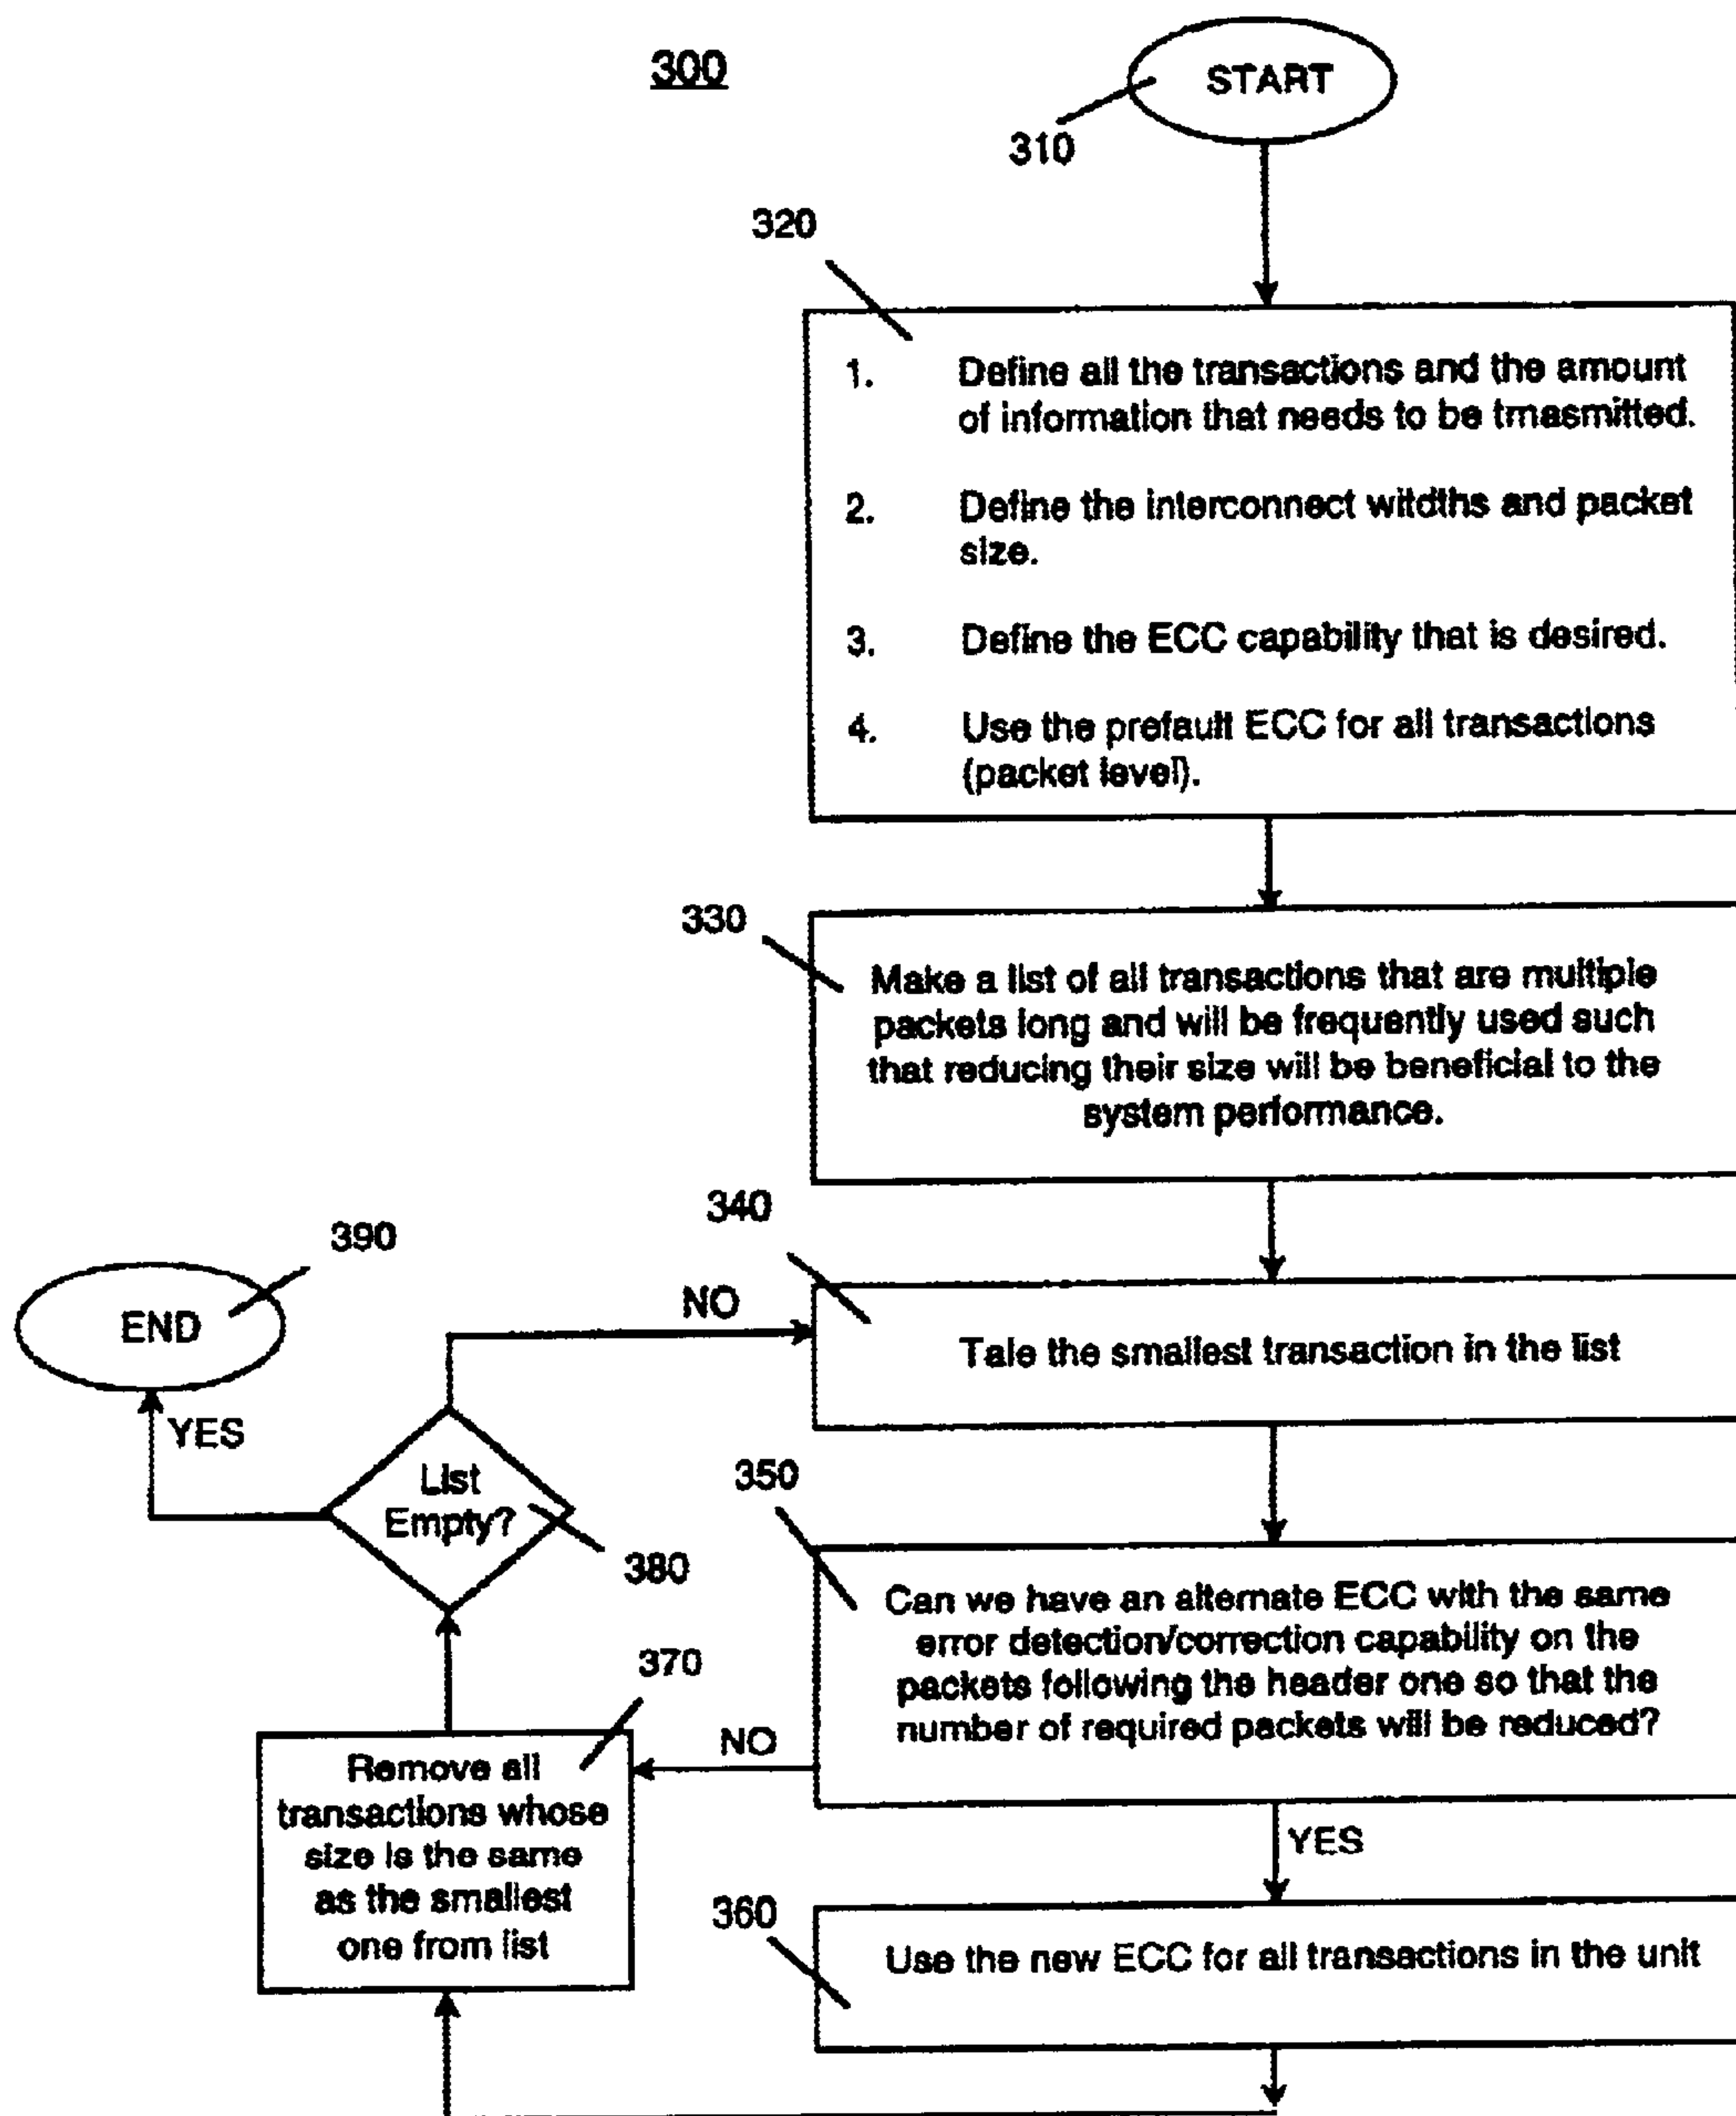 300
START
310
320
1. Define all the transactions and the amount
of information that needs to be tmasmitted.
2. Define the interconnect witdths and packet
size.
3. Define the ECC capability that is desired.
4. Use the prefault ECC for all transactions
(packet level).
330
Make a list of all transactions that are multiple
packets long and will be frequently used such
that reducing their size will be beneficial to the
system performance.
340
390
END
NO
Tale the smallest transaction in the list
YES
List
Empty?
380
350
Can we have an alternate ECC with the same
error detection/correction capability on the
packets following the header one so that the
number of required packets will be reduced?
370
NO
Remove all
transactions whose
size is the same
as the smallest
one from list
YES
360
Use the new ECC for all transactions in the unit